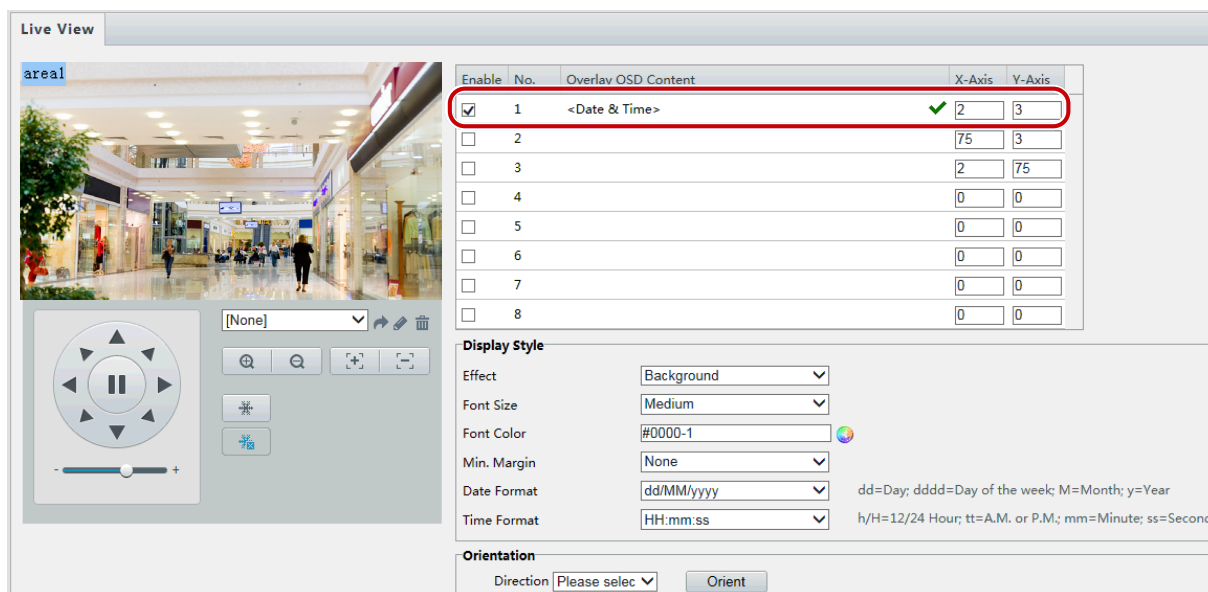 Live View
area1
Enable No. Overlay OSD Content X-Axis Y-Axis
1 <Date & Time> 2 3
2 75 3
3 2 75
4 0 0
5 0 0
6 0 0
7 0 0
8 0 0
[None]
- +
Display Style
Effect Background
Font Size Medium
Font Color #0000-1
Min. Margin None
Date Format dd/MM/yyyy dd=Day; dddd=Day of the week; M=Month; y=Year
Time Format HH:mm:ss h/H=12/24 Hour; tt=A.M. or P.M.; mm=Minute; ss=Second
Orientation
Direction Please selec Orient